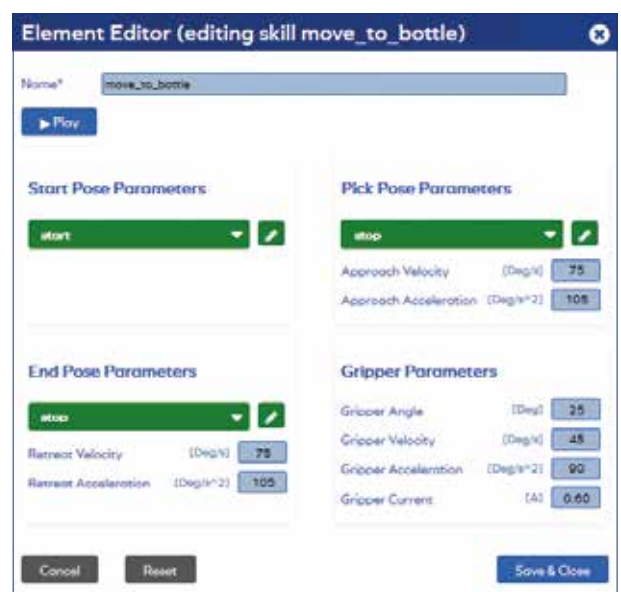 Element Editor (editing skill move_to_bottle)
Name*
move_to_bottle
Play
Start Pose Parameters
start
Pick Pose Parameters
stop
Approach Velocity [Deg/s] 75
Approach Acceleration [Deg/s^2] 105
End Pose Parameters
stop
Retreat Velocity [Deg/s] 75
Retreat Acceleration [Deg/s^2] 105
Gripper Parameters
Gripper Angle [Deg] 25
Gripper Velocity [Deg/s] 45
Gripper Acceleration [Deg/s^2] 90
Gripper Current [A] 0.60
Cancel
Reset
Save & Close